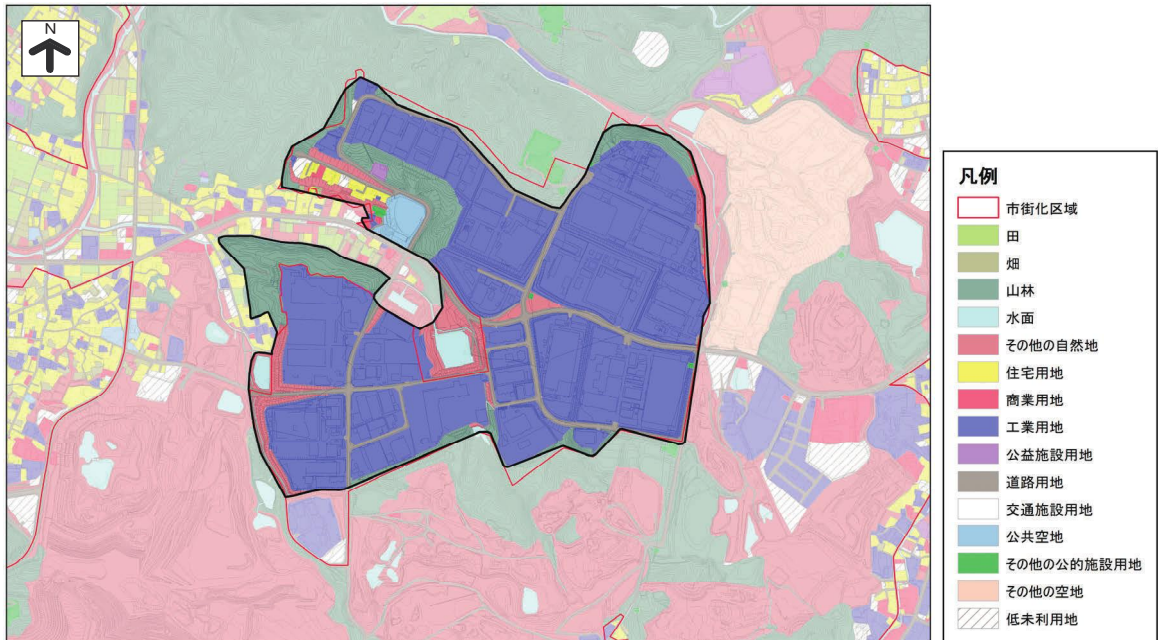 N
凡例
市街化区域
田
畑
山林
水面
その他の自然地
住宅用地
商業用地
工業用地
公益施設用地
道路用地
交通施設用地
公共空地
その他の公的施設用地
その他の空地
低未利用地